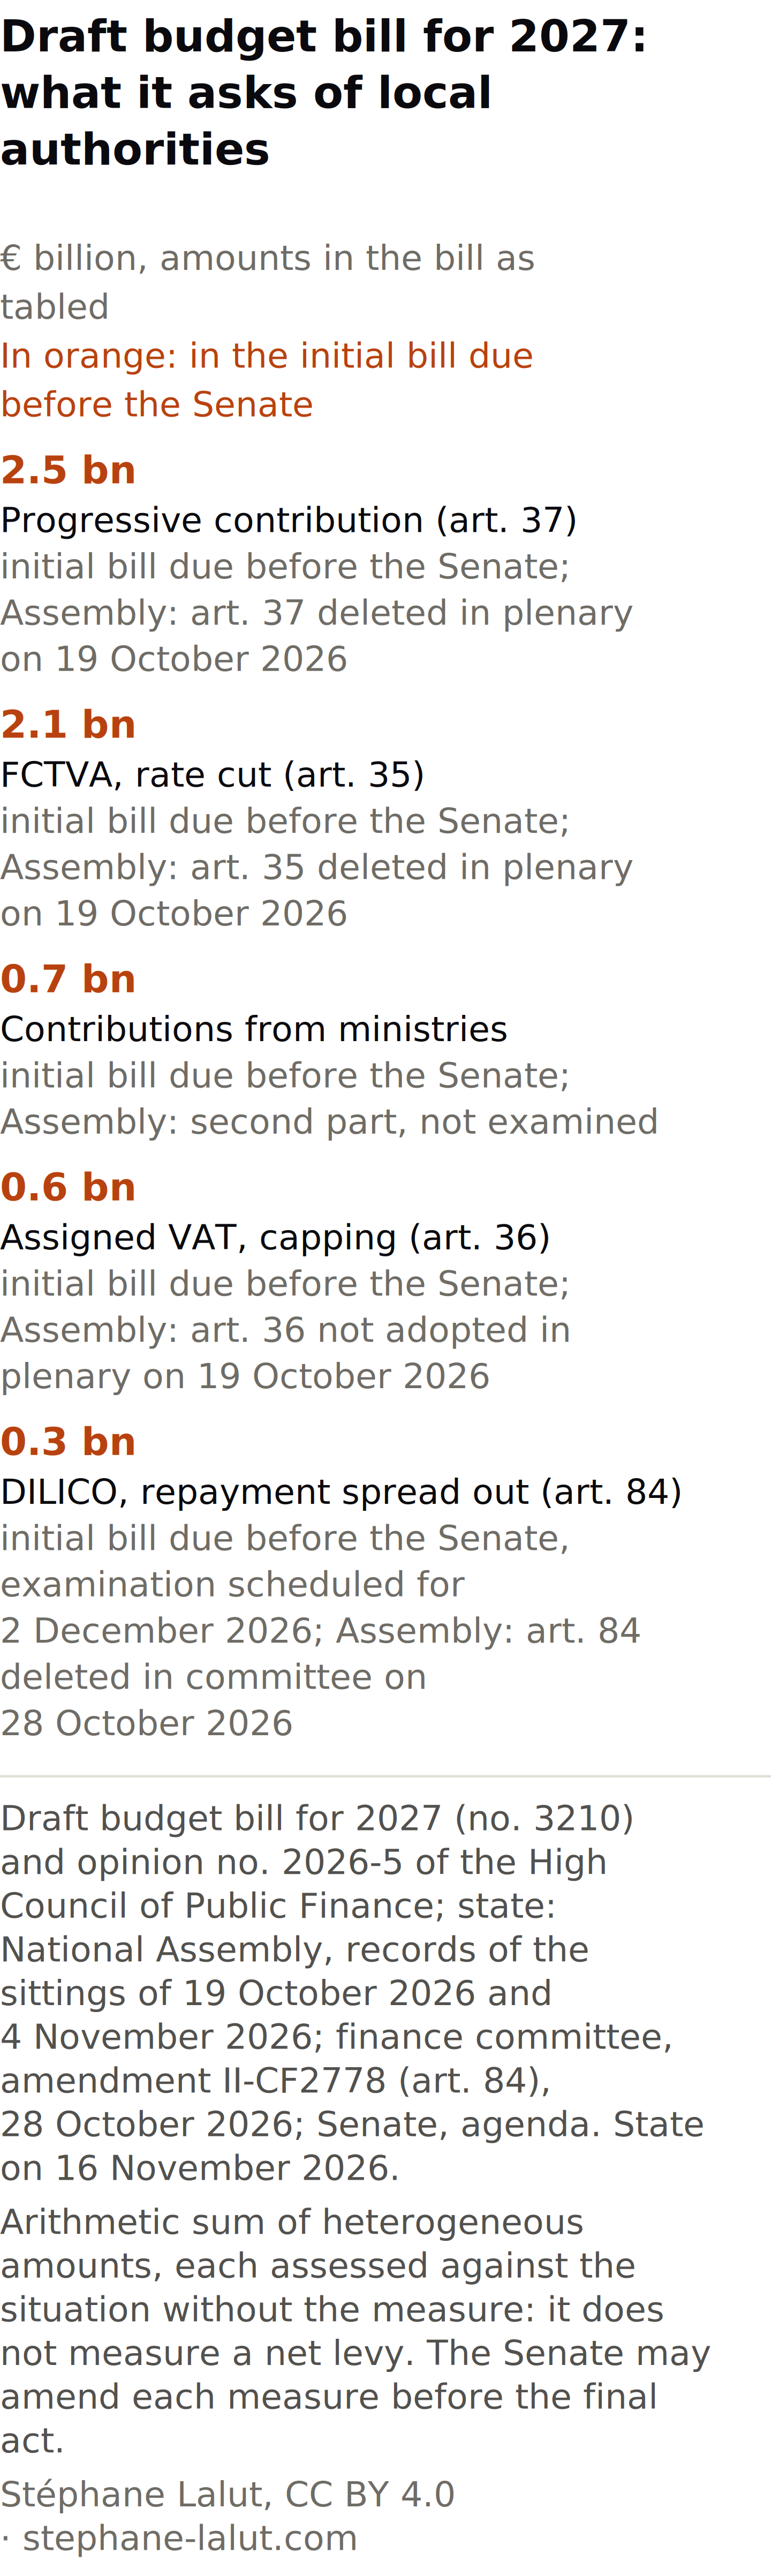 Draft budget bill for 2027:
what it asks of local
authorities
€ billion, amounts in the bill as
tabled
In orange: in the initial bill due
before the Senate
2.5 bn
Progressive contribution (art. 37)
initial bill due before the Senate;
Assembly: art. 37 deleted in plenary
on 19 October 2026
2.1 bn
FCTVA, rate cut (art. 35)
initial bill due before the Senate;
Assembly: art. 35 deleted in plenary
on 19 October 2026
0.7 bn
Contributions from ministries
initial bill due before the Senate;
Assembly: second part, not examined
0.6 bn
Assigned VAT, capping (art. 36)
initial bill due before the Senate;
Assembly: art. 36 not adopted in
plenary on 19 October 2026
0.3 bn
DILICO, repayment spread out (art. 84)
initial bill due before the Senate,
examination scheduled for
2 December 2026; Assembly: art. 84
deleted in committee on
28 October 2026
Draft budget bill for 2027 (no. 3210)
and opinion no. 2026-5 of the High
Council of Public Finance; state:
National Assembly, records of the
sittings of 19 October 2026 and
4 November 2026; finance committee,
amendment II-CF2778 (art. 84),
28 October 2026; Senate, agenda. State
on 16 November 2026.
Arithmetic sum of heterogeneous
amounts, each assessed against the
situation without the measure: it does
not measure a net levy. The Senate may
amend each measure before the final
act.
Stéphane Lalut, CC BY 4.0
· stephane-lalut.com